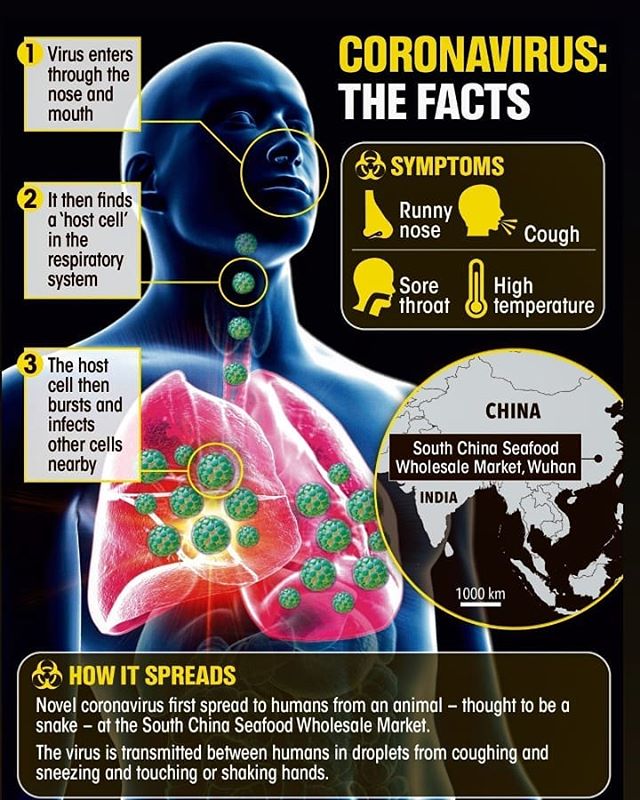 CORONAVIRUS:
THE FACTS
1 Virus enters
through the
nose and
mouth
2 It then finds
a 'host cell'
in the
respiratory
system
3 The host
cell then
bursts and
infects
other cells
nearby
SYMPTOMS
Runny
nose
Cough
Sore
throat
High
temperature
CHINA
South China Seafood
Wholesale Market, Wuhan
INDIA
1000 km
HOW IT SPREADS
Novel coronavirus first spread to humans from an animal – thought to be a
snake – at the South China Seafood Wholesale Market.
The virus is transmitted between humans in droplets from coughing and
sneezing and touching or shaking hands.